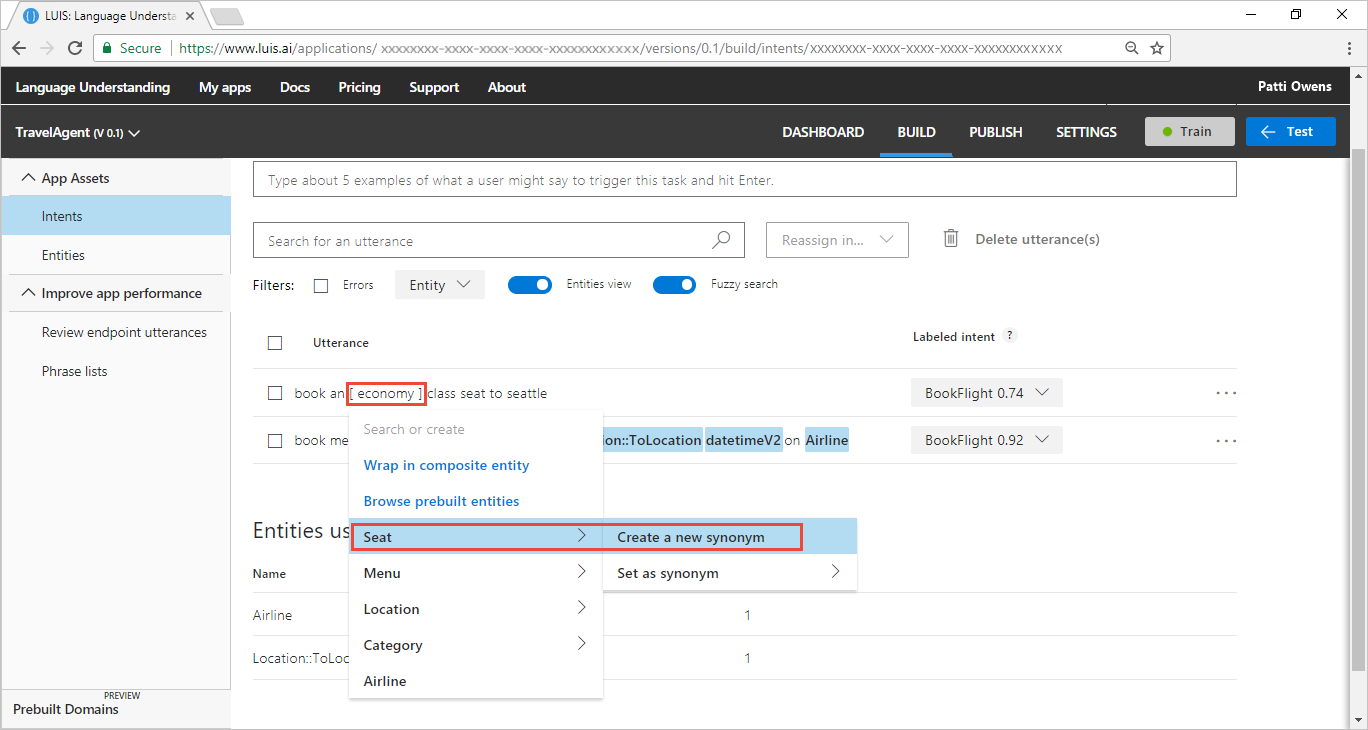 LUIS: Language Understa
Secure https://www.luis.ai/applications/ xxxxxxxx-xxxx-xxxx-xxxx-xxxxxxxxxxxx/versions/0.1/build/intents/xxxxxxxx-xxxx-xxxx-xxxx-xxxxxxxxxxxx
Language Understanding My apps Docs Pricing Support About Patti Owens
TravelAgent (V 0.1) DASHBOARD BUILD PUBLISH SETTINGS Train Test
App Assets
Intents
Entities
Improve app performance
Review endpoint utterances
Phrase lists
PREVIEW
Prebuilt Domains
Type about 5 examples of what a user might say to trigger this task and hit Enter.
Search for an utterance Reassign in... Delete utterance(s)
Filters: Errors Entity Entities view Fuzzy search
Utterance Labeled intent ?
book an [ economy ] class seat to seattle BookFlight 0.74 ...
book me on::ToLocation datetimeV2 on Airline BookFlight 0.92 ...
Search or create
Wrap in composite entity
Browse prebuilt entities
Seat Create a new synonym
Menu Set as synonym
Location
Category
Airline
Entities us
Name
Airline 1
Location::ToLoc 1